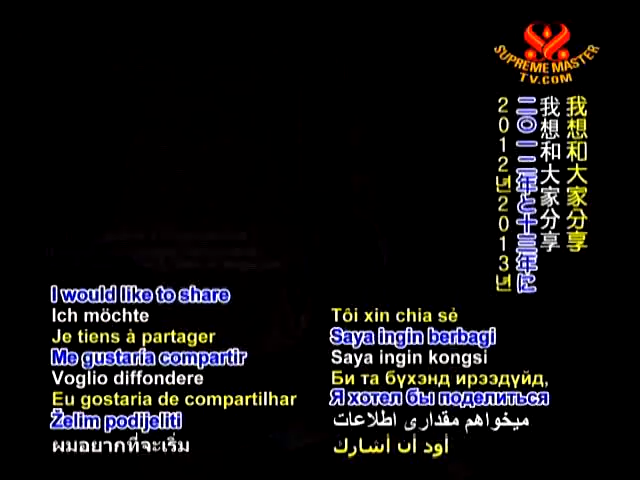 SUPREME MASTER
TV.COM
我想和大家分享
我想和大家分享
二〇一二年と十三年に
2012년2013년
I would like to share
Ich möchte
Je tiens à partager
Me gustaría compartir
Voglio diffondere
Eu gostaria de compartilhar
Želim podijeliti
ผมอยากที่จะเริ่ม
Tôi xin chia sẻ
Saya ingin berbagi
Saya ingin kongsi
Би та бүхэнд ирээдүйд,
Я хотел бы поделиться
میخواهم مقداری اطلاعات
أود أن أشارك